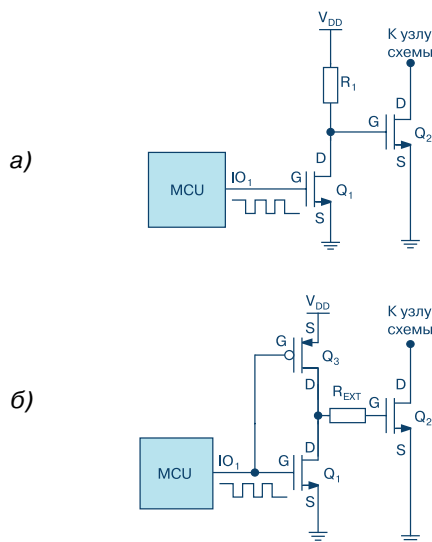 а)
V_DD
К узлу
схемы
R_1
D
G
D
Q_2
S
MCU
IO_1
G
Q_1
S
б)
V_DD
К узлу
схемы
S
G
Q_3
D
R_EXT
D
G
D
Q_2
S
MCU
IO_1
G
Q_1
S